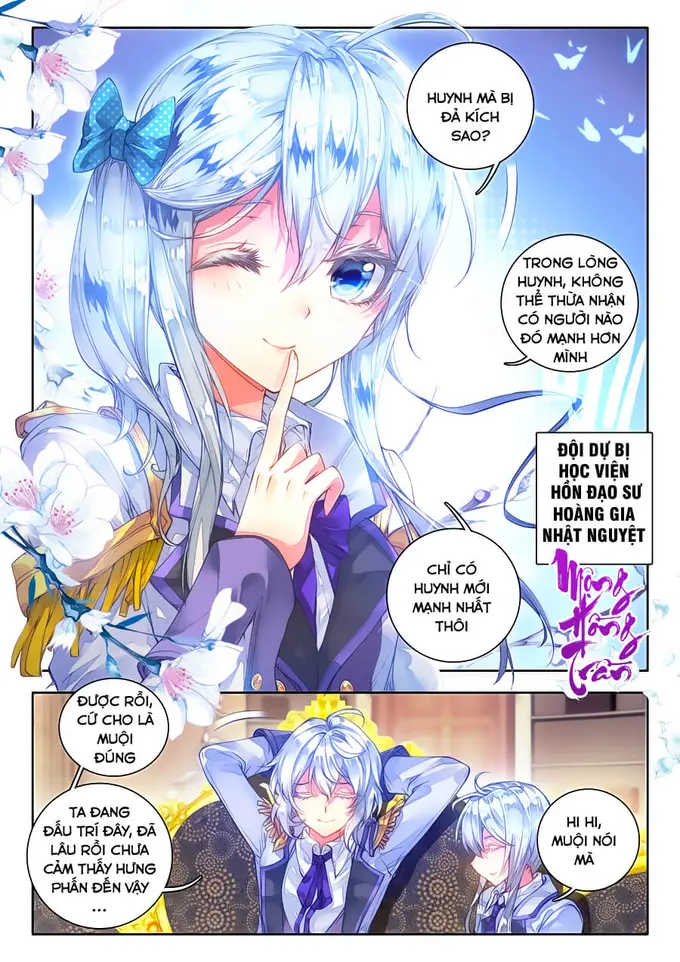 HUYNH MÀ BỊ
ĐẢ KÍCH
SAO?
TRONG LÒNG
HUYNH, KHÔNG
THỂ THỪA NHẬN
CÓ NGƯỜI NÀO
ĐÓ MẠNH HƠN
MÌNH
ĐỘI DỰ BỊ
HỌC VIỆN
HỒN ĐẠO SƯ
HOÀNG GIA
NHẬT NGUYỆT
Mộng
Hồng
Trần
CHỈ CÓ
HUYNH MỚI
MẠNH NHẤT
THÔI
ĐƯỢC RỒI,
CỨ CHO LÀ
MUỘI
ĐÚNG
TA ĐANG
ĐẤU TRÍ ĐÂY, ĐÃ
LÂU RỒI CHƯA
CẢM THẤY HƯNG
PHẤN ĐẾN VẬY
...
HI HI,
MUỘI NÓI
MÀ